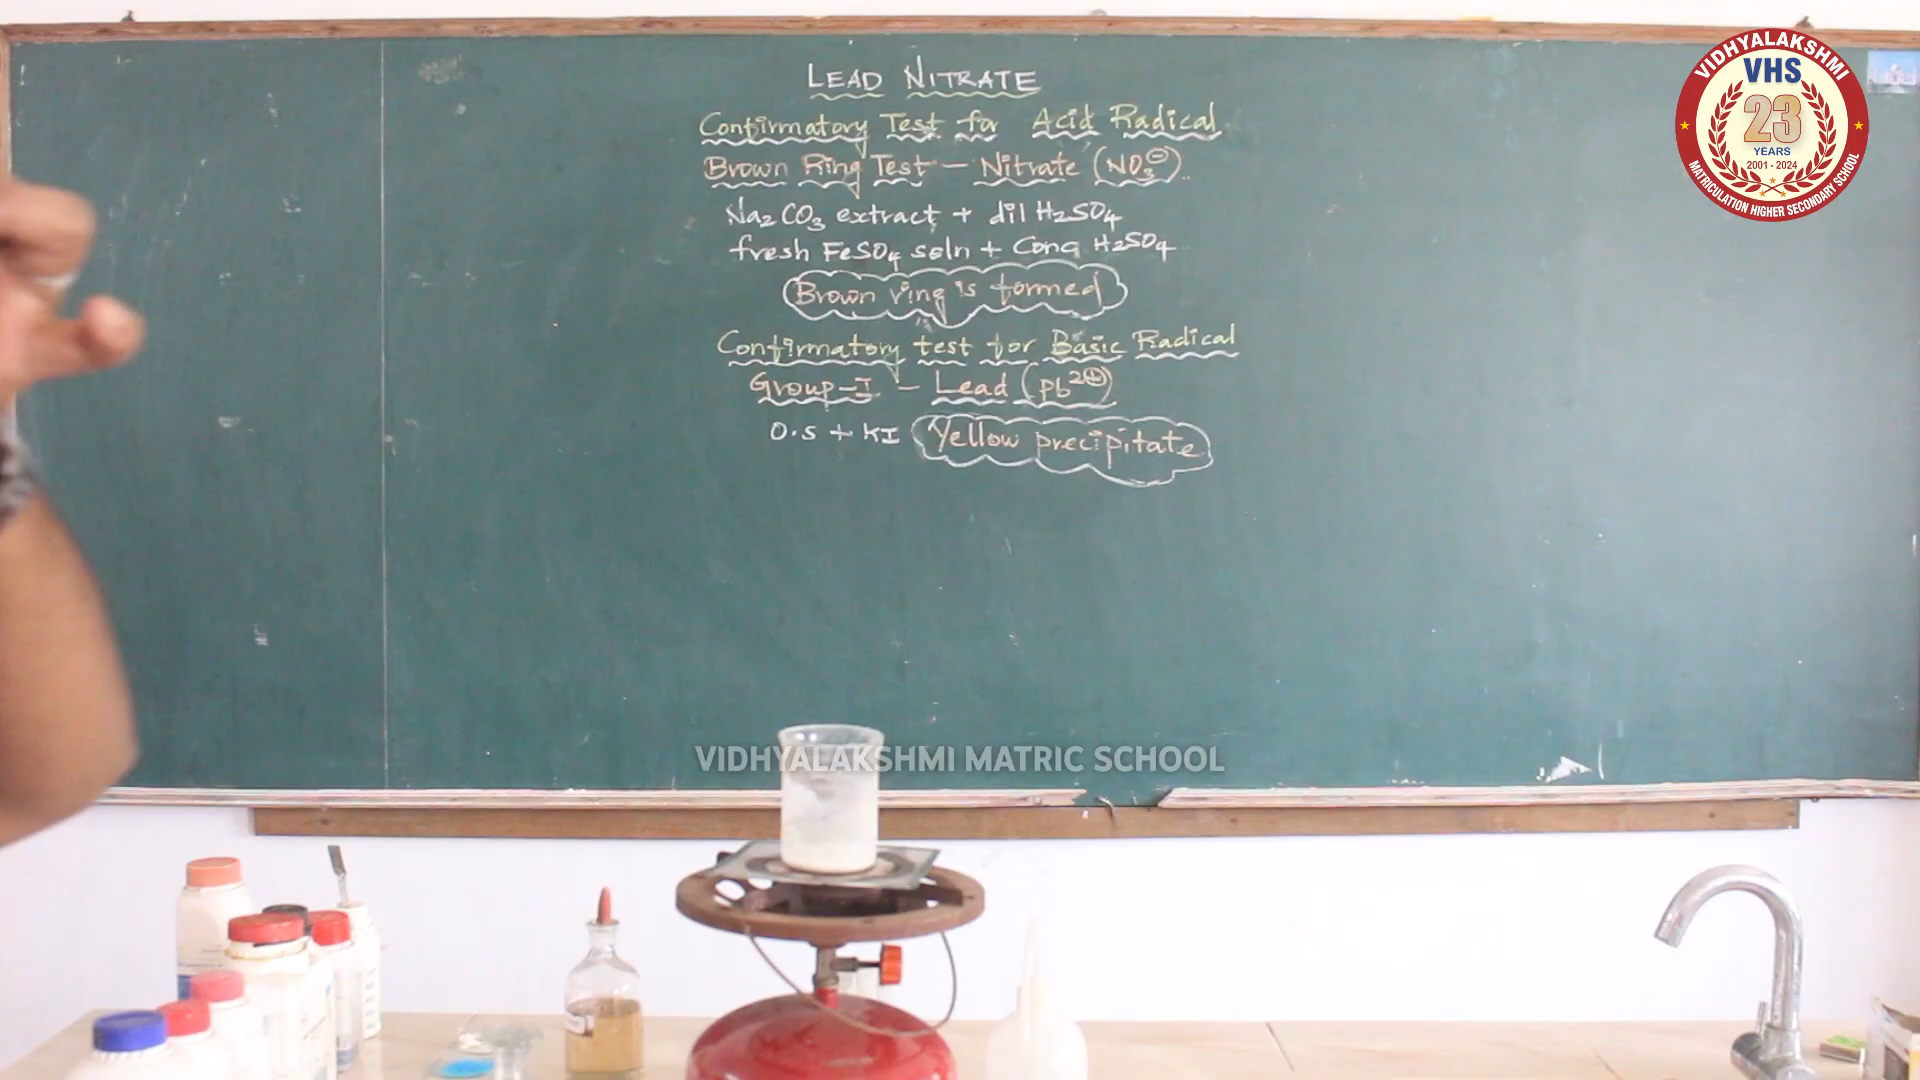 LEAD NITRATE
Confirmatory Test for Acid Radical
Brown Ring Test - Nitrate (NO₃⊖)..
Na₂CO₃ extract + dil H₂SO₄
fresh FeSO₄ soln + Conc H₂SO₄
Brown ring is formed
Confirmatory test for Basic Radical
Group-I - Lead (pb²⊕)
O.S + KI Yellow precipitate
VIDHYALAKSHMI
VHS
23
YEARS
2001 - 2024
MATRICULATION HIGHER SECONDARY SCHOOL
VIDHYALAKSHMI MATRIC SCHOOL